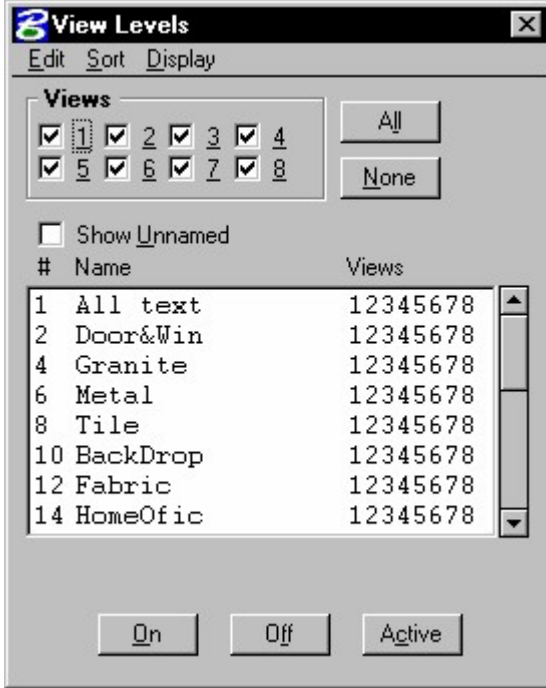 View Levels
Edit Sort Display
Views
1 2 3 4
All
5 6 7 8
None
Show Unnamed
# Name Views
1 All text 12345678
2 Door&Win 12345678
4 Granite 12345678
6 Metal 12345678
8 Tile 12345678
10 BackDrop 12345678
12 Fabric 12345678
14 HomeOfic 12345678
On Off Active